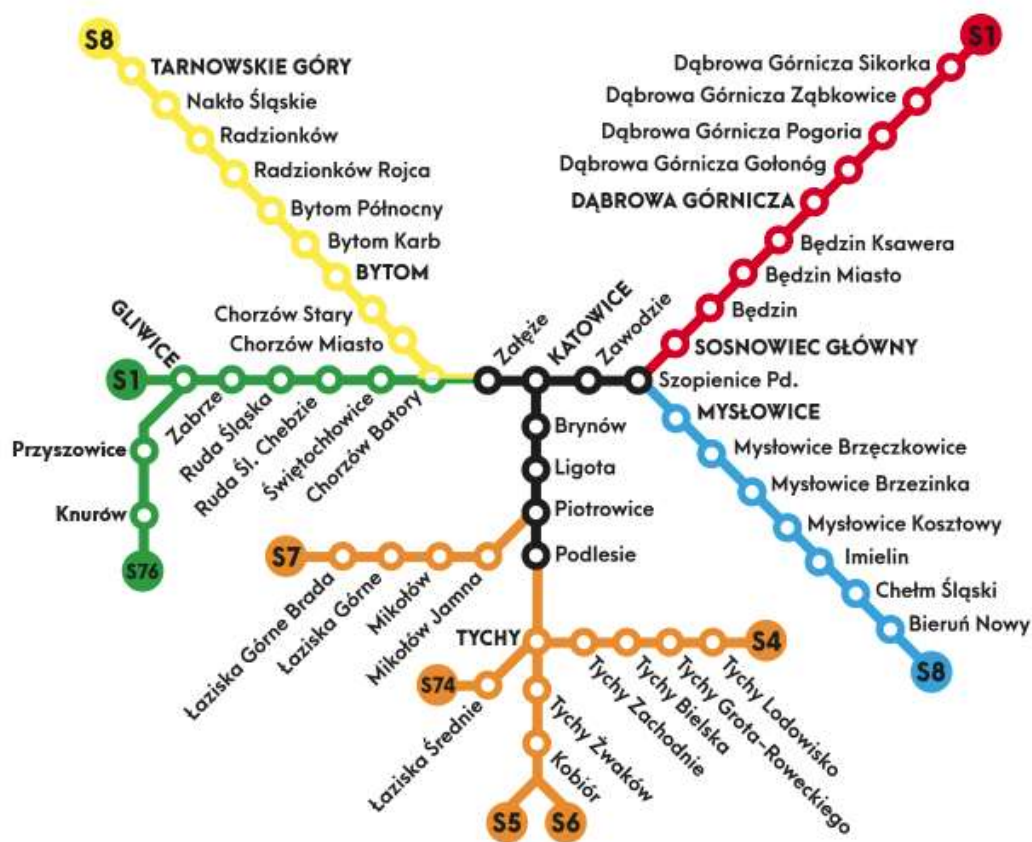 S8
S1
TARNOWSKIE GÓRY
Nakło Śląskie
Radzionków
Radzionków Rojca
Bytom Północny
Bytom Karb
BYTOM
Chorzów Stary
Chorzów Miasto
Dąbrowa Górnicza Sikorka
Dąbrowa Górnicza Ząbkowice
Dąbrowa Górnicza Pogoria
Dąbrowa Górnicza Gołonóg
DĄBROWA GÓRNICZA
Będzin Ksawera
Będzin Miasto
Będzin
SOSNOWIEC GŁÓWNY
S1
GLIWICE
Zabrze
Ruda Śląska
Ruda Śl. Chebzie
Świętochłowice
Chorzów Batory
Załęże
KATOWICE
Zawodzie
Szopienice Pd.
Przyszowice
Knurów
S76
Brynów
Ligota
Piotrowice
Podlesie
MYSŁOWICE
Mysłowice Brzęczkowice
Mysłowice Brzezinka
Mysłowice Kosztowy
Imielin
Chełm Śląski
Bieruń Nowy
S8
S7
Łaziska Górne Brada
Łaziska Górne
Mikołów
Mikołów Jamna
TYCHY
S4
Tychy Zachodnie
Tychy Bielska
Tychy Grota-Roweckiego
Tychy Lodowisko
S74
Łaziska Średnie
Tychy Żwaków
Kobiór
S5
S6